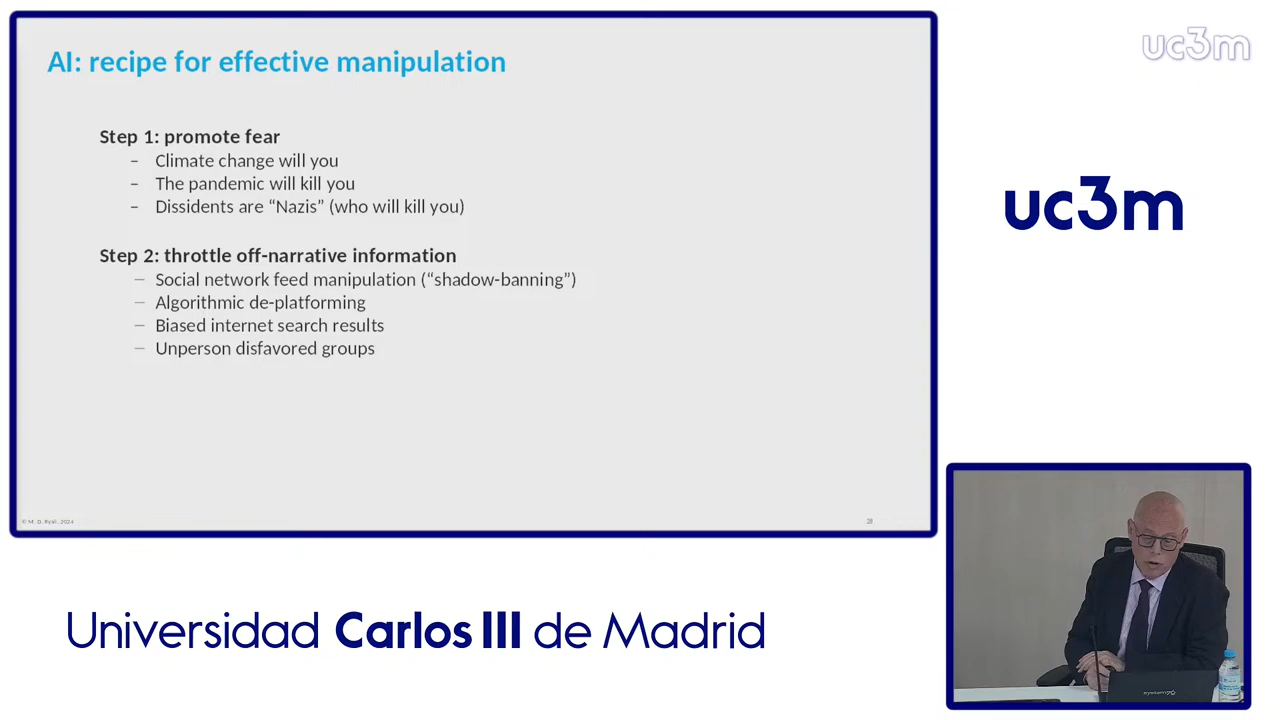 AI: recipe for effective manipulation
Step 1: promote fear
– Climate change will you
– The pandemic will kill you
– Dissidents are “Nazis” (who will kill you)
Step 2: throttle off-narrative information
– Social network feed manipulation (“shadow-banning”)
– Algorithmic de-platforming
– Biased internet search results
– Unperson disfavored groups
28
uc3m
uc3m
Universidad Carlos III de Madrid